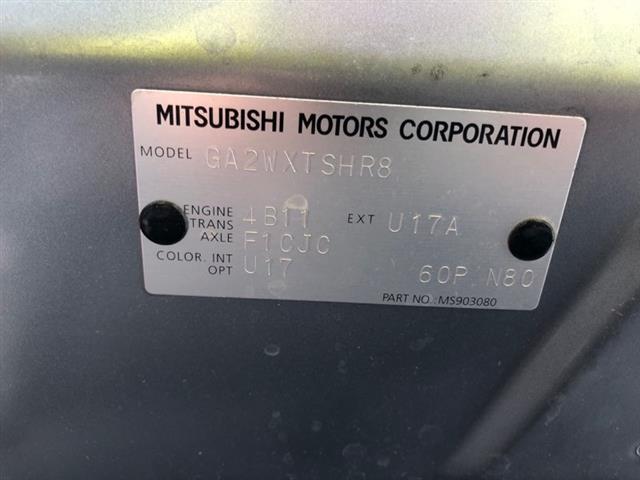 MITSUBISHI MOTORS CORPORATION
MODEL GA2WXTSHR8
ENGINE 4B11 EXT U17A
TRANS
AXLE F1CJC
COLOR. INT U17
OPT 60P N80
PART NO.: MS903080